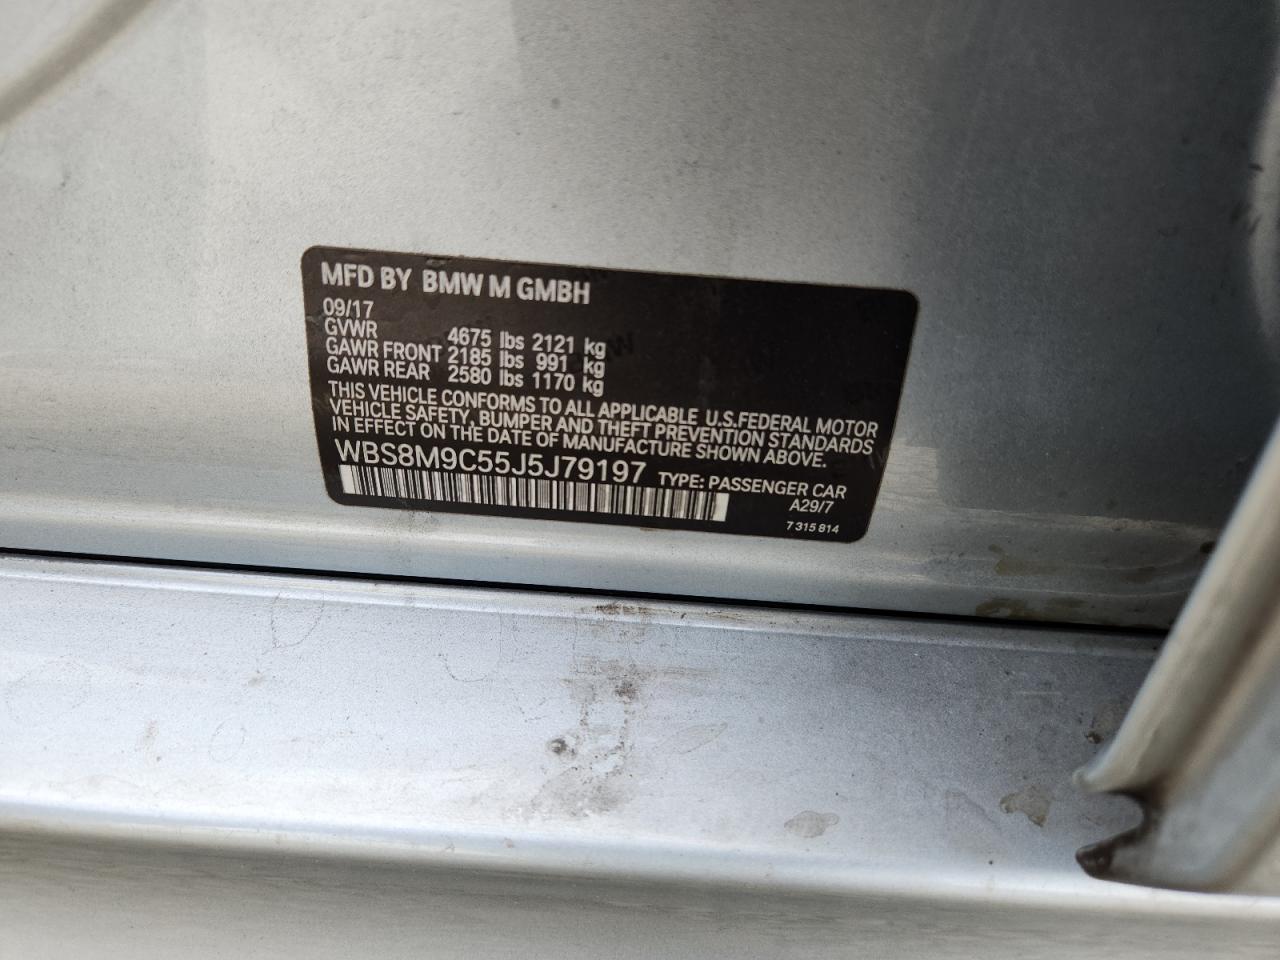 MFD BY BMW M GMBH
09/17
GVWR 4675 lbs 2121 kg
GAWR FRONT 2185 lbs 991 kg
GAWR REAR 2580 lbs 1170 kg
THIS VEHICLE CONFORMS TO ALL APPLICABLE U.S.FEDERAL MOTOR
VEHICLE SAFETY, BUMPER AND THEFT PREVENTION STANDARDS
IN EFFECT ON THE DATE OF MANUFACTURE SHOWN ABOVE.
WBS8M9C55J5J79197 TYPE: PASSENGER CAR
A29/7
7 315 814